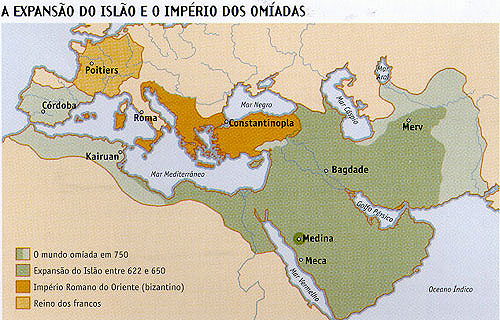 A EXPANSÃO DO ISLÃO E O IMPÉRIO DOS OMÍADAS
Poitiers
Mar Aral
Córdoba
Roma
Mar Negro
Constantinopla
Mar Cáspio
Merv
Kairuan
Mar Mediterrâneo
Bagdade
Golfo Pérsico
Medina
Meca
Mar Vermelho
Oceano Índico
O mundo omíada em 750
Expansão do Islão entre 622 e 650
Império Romano do Oriente (bizantino)
Reino dos francos